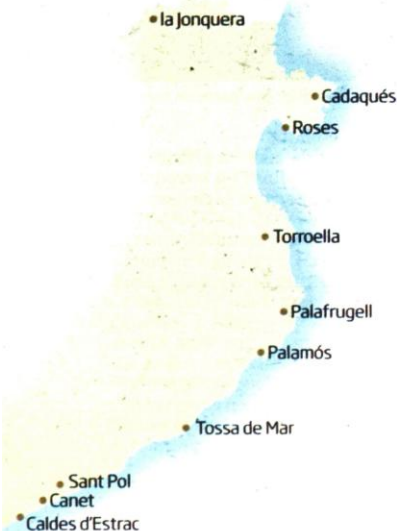 la Jonquera
Cadaqués
Roses
Torroella
Palafrugell
Palamós
Tossa de Mar
Sant Pol
Canet
Caldes d'Estrac